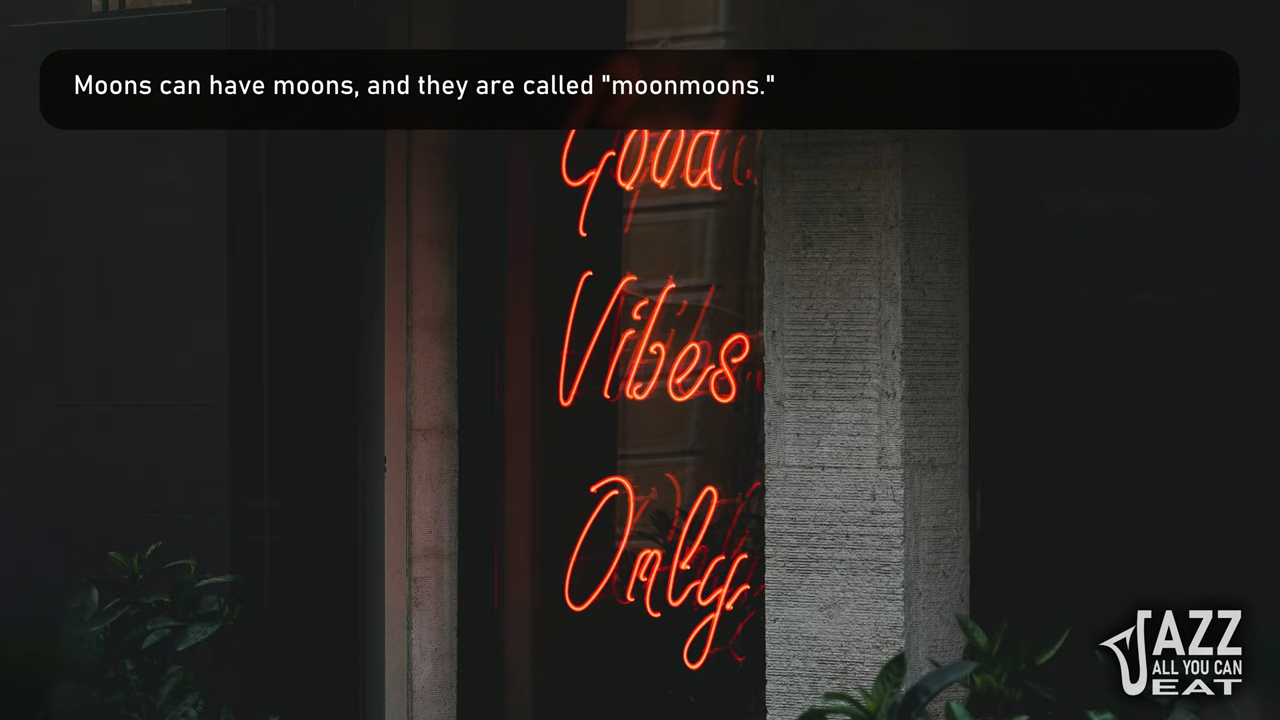 Moons can have moons, and they are called "moonmoons."
Good
Vibes
Only
JAZZ
ALL YOU CAN
EAT